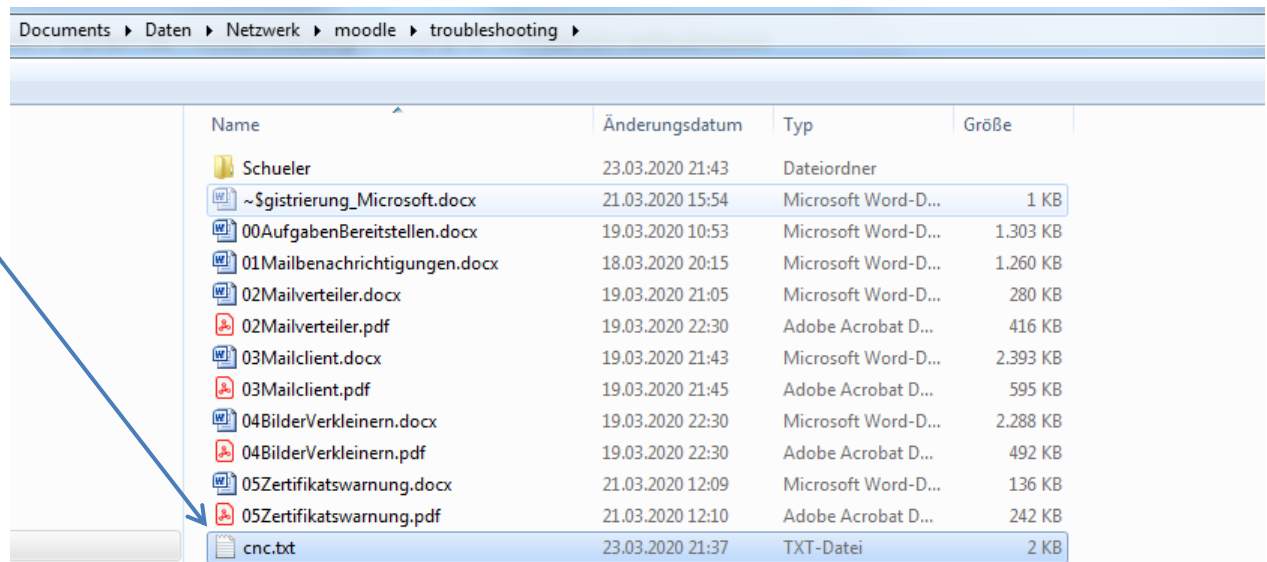 Documents ▸ Daten ▸ Netzwerk ▸ moodle ▸ troubleshooting ▸
Name Änderungsdatum Typ Größe
Schueler 23.03.2020 21:43 Dateiordner
~$gistrierung_Microsoft.docx 21.03.2020 15:54 Microsoft Word-D... 1 KB
00AufgabenBereitstellen.docx 19.03.2020 10:53 Microsoft Word-D... 1.303 KB
01Mailbenachrichtigungen.docx 18.03.2020 20:15 Microsoft Word-D... 1.260 KB
02Mailverteiler.docx 19.03.2020 21:05 Microsoft Word-D... 280 KB
02Mailverteiler.pdf 19.03.2020 22:30 Adobe Acrobat D... 416 KB
03Mailclient.docx 19.03.2020 21:43 Microsoft Word-D... 2.393 KB
03Mailclient.pdf 19.03.2020 21:45 Adobe Acrobat D... 595 KB
04BilderVerkleinern.docx 19.03.2020 22:30 Microsoft Word-D... 2.288 KB
04BilderVerkleinern.pdf 19.03.2020 22:30 Adobe Acrobat D... 492 KB
05Zertifikatswarnung.docx 21.03.2020 12:09 Microsoft Word-D... 136 KB
05Zertifikatswarnung.pdf 21.03.2020 12:10 Adobe Acrobat D... 242 KB
cnc.txt 23.03.2020 21:37 TXT-Datei 2 KB